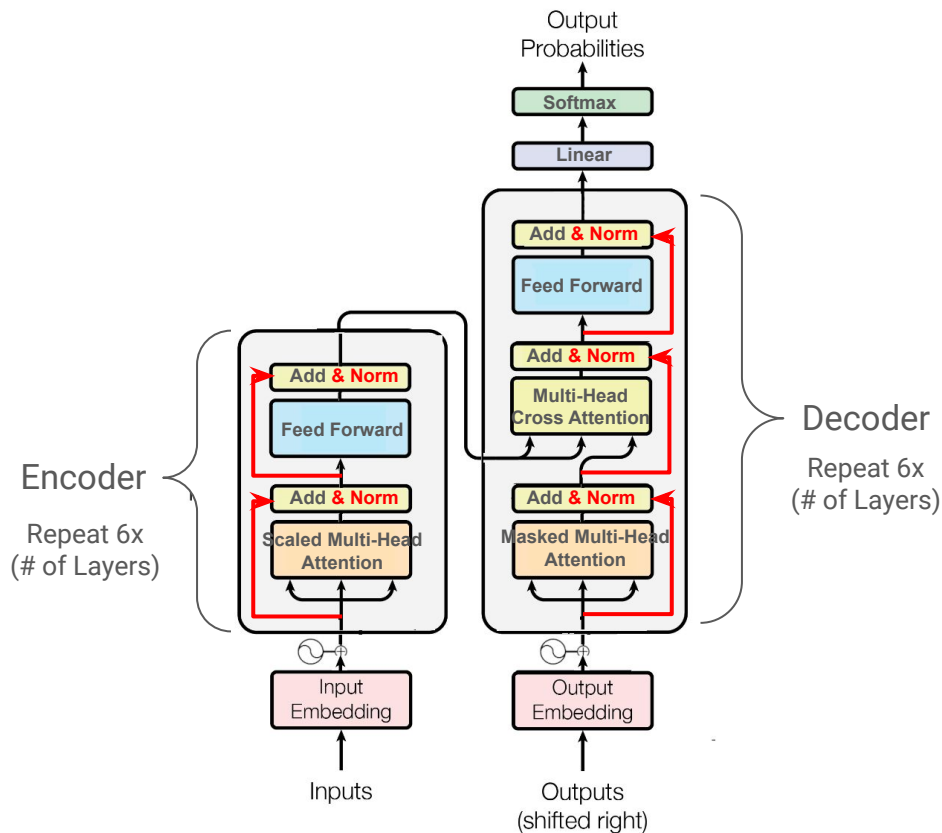 Output
Probabilities
Softmax
Linear
Add & Norm
Feed Forward
Add & Norm
Multi-Head
Cross Attention
Add & Norm
Masked Multi-Head
Attention
Decoder
Repeat 6x
(# of Layers)
Add & Norm
Feed Forward
Add & Norm
Scaled Multi-Head
Attention
Encoder
Repeat 6x
(# of Layers)
Input
Embedding
Output
Embedding
Inputs
Outputs
(shifted right)